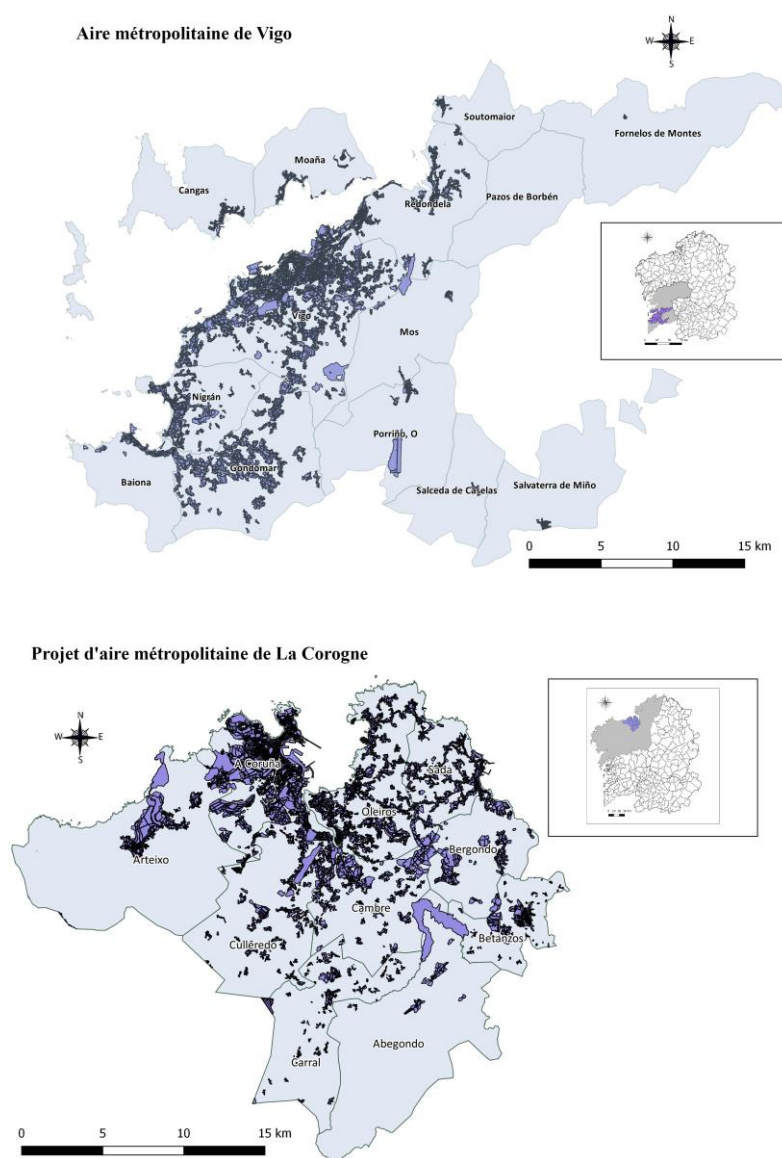 Aire métropolitaine de Vigo
N
W E
S
Soutomaior
Fornelos de Montes
Moaña
Cangas
Redondela
Pazos de Borbén
Vigo
Mos
Nigrán
Porriño, O
Gondomar
Baiona
Salceda de Caselas
Salvaterra de Miño
0 5 10 15 km
Projet d'aire métropolitaine de La Corogne
N
W E
S
A Coruña
Sada
Oleiros
Bergondo
Arteixo
Cambre
Culleredo
Betanzos
Abegondo
Carral
0 5 10 15 km